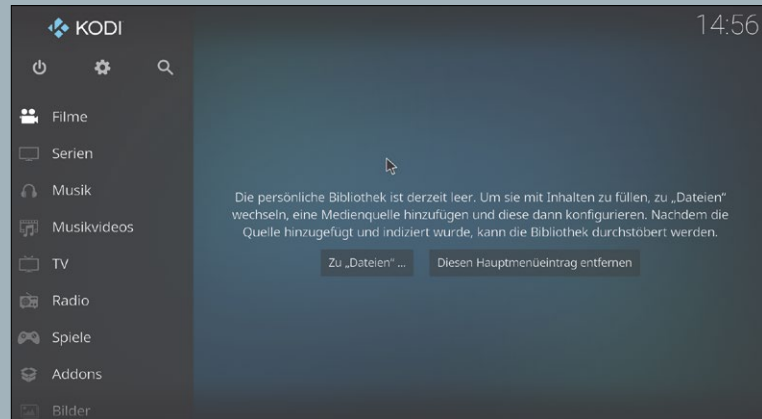 KODI
14:56
Filme
Serien
Musik
Musikvideos
TV
Radio
Spiele
Addons
Bilder
Die persönliche Bibliothek ist derzeit leer. Um sie mit Inhalten zu füllen, zu „Dateien“
wechseln, eine Medienquelle hinzufügen und diese dann konfigurieren. Nachdem die
Quelle hinzugefügt und indiziert wurde, kann die Bibliothek durchstöbert werden.
Zu „Dateien“ ...
Diesen Hauptmenüeintrag entfernen